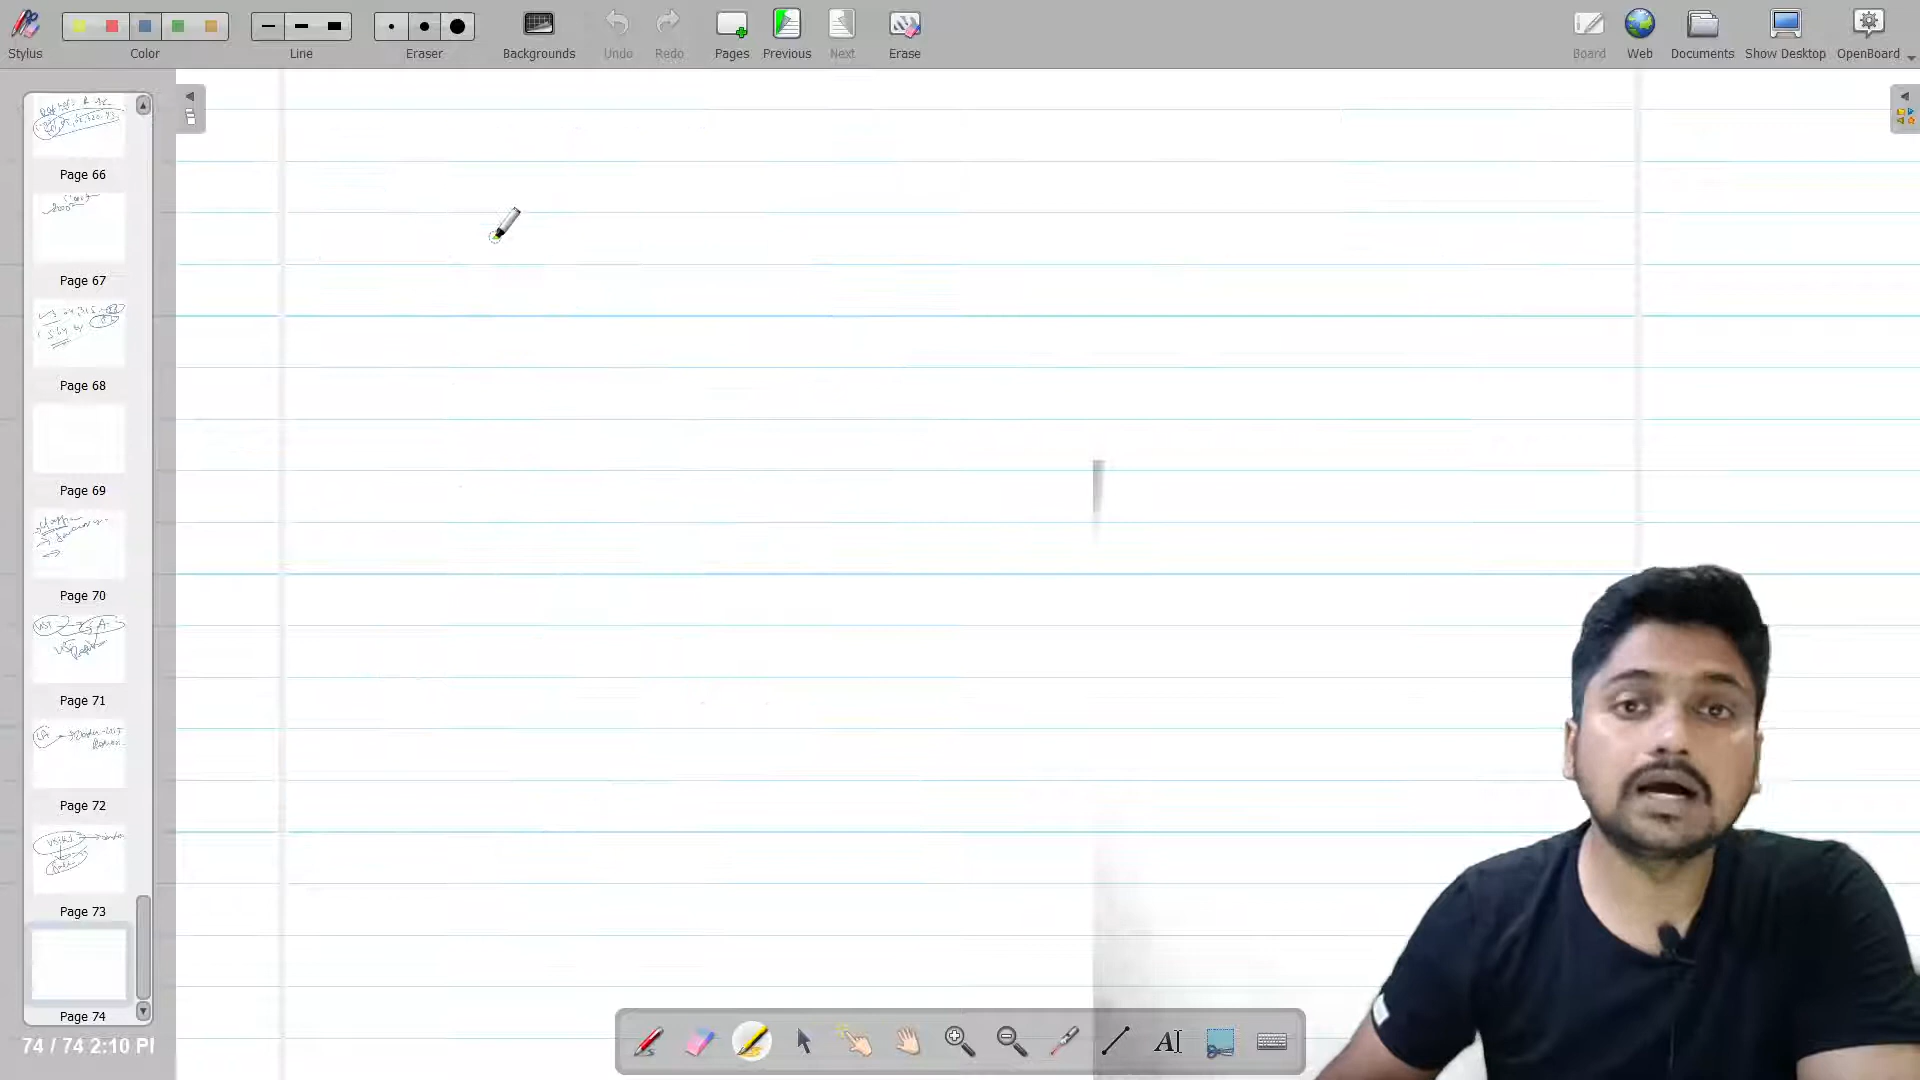 Stylus
Color
Line
Eraser
Backgrounds
Undo
Redo
Pages
Previous
Next
Erase
Board
Web
Documents
Show Desktop
OpenBoard
Page 66
Page 67
Page 68
Page 69
Page 70
Page 71
Page 72
Page 73
Page 74
74 / 74 2:10 PI